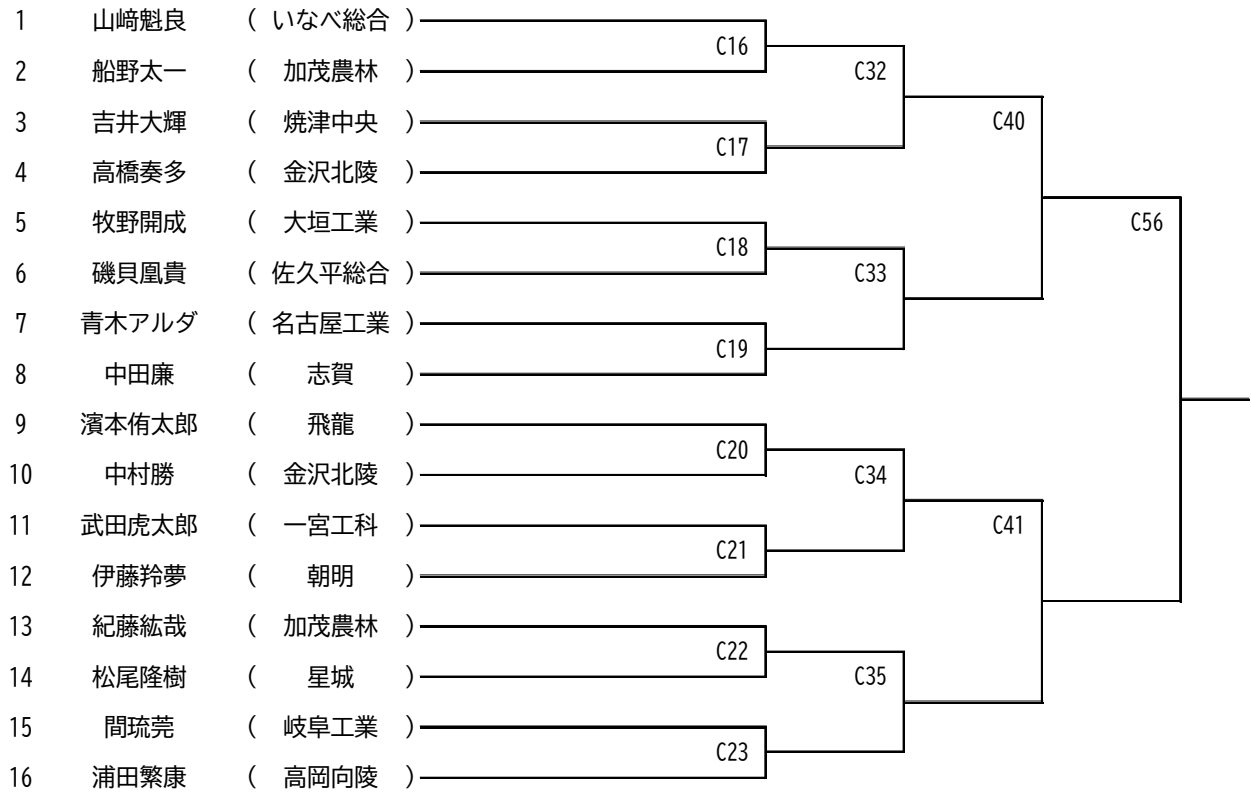 1 山﨑魁良 ( いなべ総合 )
C16
2 船野太一 ( 加茂農林 )
C32
3 吉井大輝 ( 焼津中央 )
C40
C17
4 高橋奏多 ( 金沢北陵 )
5 牧野開成 ( 大垣工業 )
C56
C18
6 磯貝凰貴 ( 佐久平総合 )
C33
7 青木アルダ ( 名古屋工業 )
C19
8 中田廉 ( 志賀 )
9 濱本侑太郎 ( 飛龍 )
C20
10 中村勝 ( 金沢北陵 )
C34
11 武田虎太郎 ( 一宮工科 )
C41
C21
12 伊藤羚夢 ( 朝明 )
13 紀藤紘哉 ( 加茂農林 )
C22
14 松尾隆樹 ( 星城 )
C35
15 間琉莞 ( 岐阜工業 )
C23
16 浦田繁康 ( 高岡向陵 )